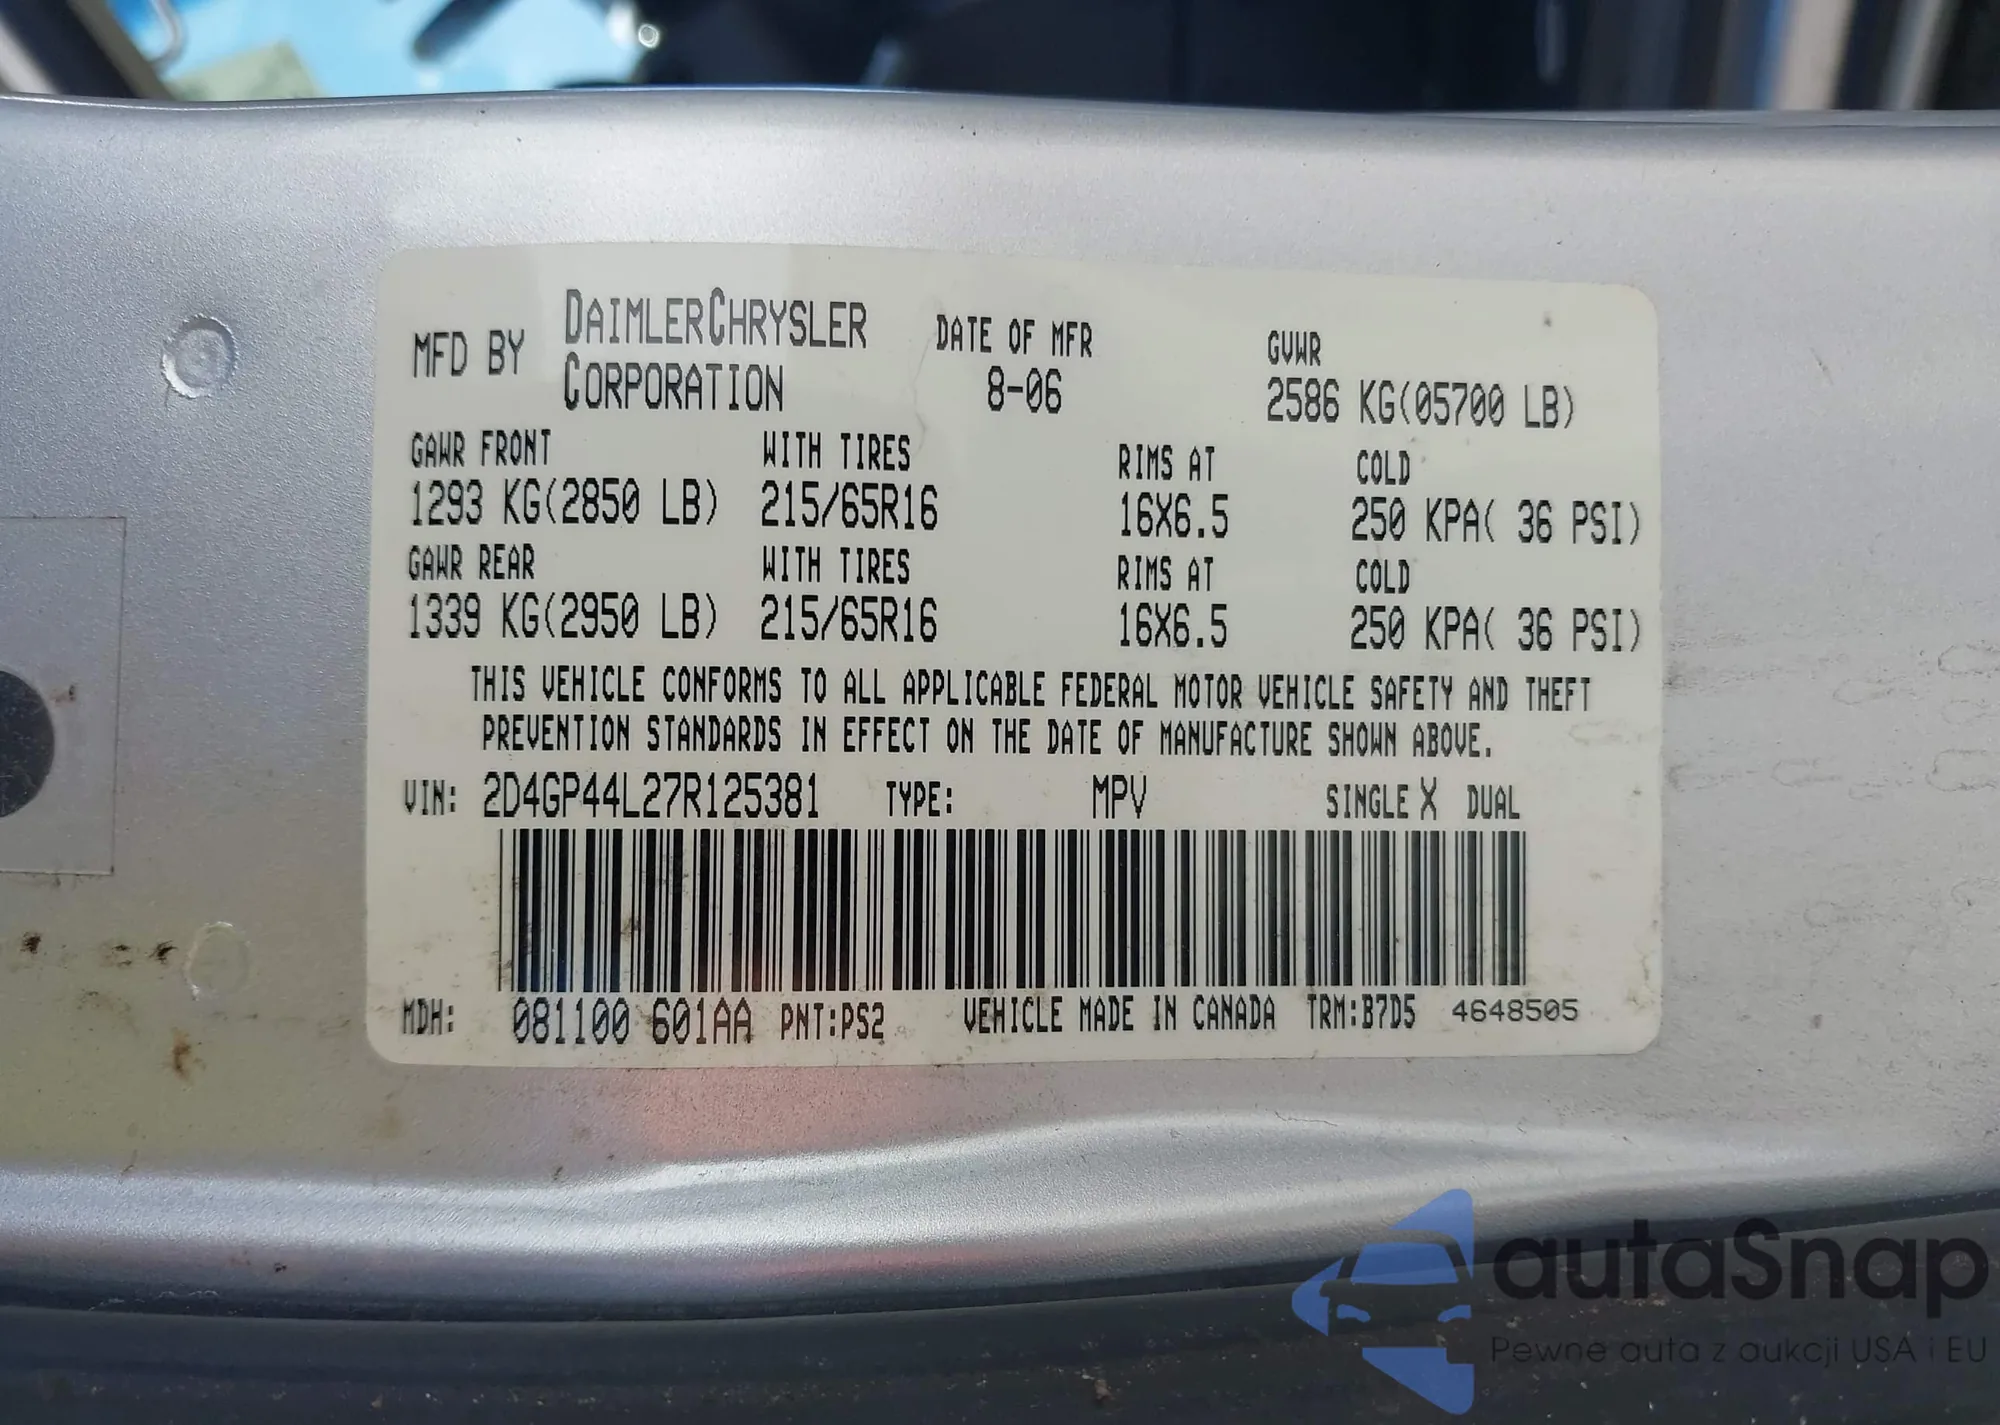 MFD BY DAIMLERCHRYSLER CORPORATION DATE OF MFR 8-06 GVWR 2586 KG(05700 LB)
GAWR FRONT WITH TIRES RIMS AT COLD
1293 KG(2850 LB) 215/65R16 16X6.5 250 KPA( 36 PSI)
GAWR REAR WITH TIRES RIMS AT COLD
1339 KG(2950 LB) 215/65R16 16X6.5 250 KPA( 36 PSI)
THIS VEHICLE CONFORMS TO ALL APPLICABLE FEDERAL MOTOR VEHICLE SAFETY AND THEFT
PREVENTION STANDARDS IN EFFECT ON THE DATE OF MANUFACTURE SHOWN ABOVE.
VIN: 2D4GP44L27R125381 TYPE: MPV SINGLE X DUAL
MDH: 081100 601AA PNT:PS2 VEHICLE MADE IN CANADA TRM:B7D5 4648505
autaSnap
Pewne auta z aukcji USA i EU